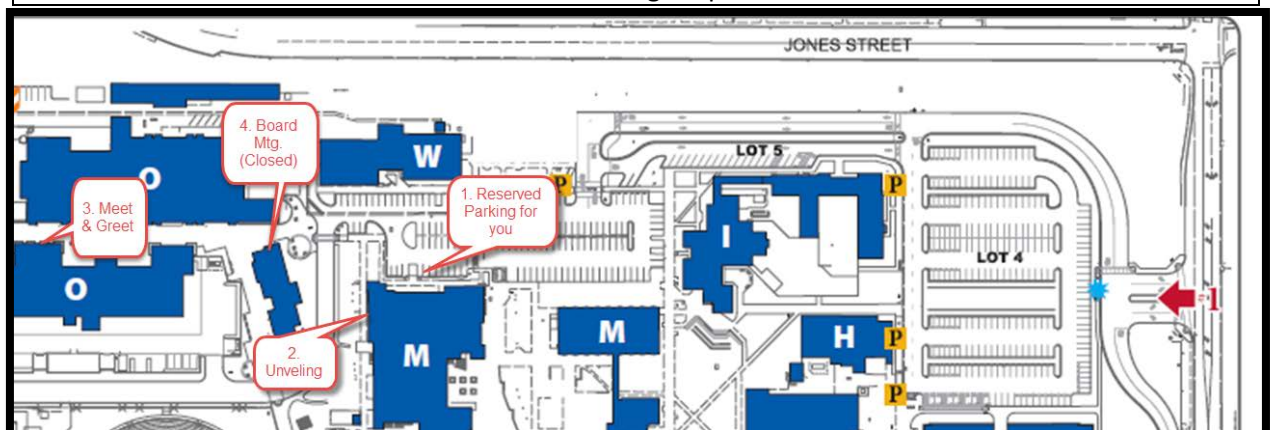 JONES STREET
4. Board
Mtg.
(Closed)
W
LOT 5
O
P
P
3. Meet
& Greet
1. Reserved
Parking for
you
I
LOT 4
O
1
M
H
P
2.
Unveling
M
P